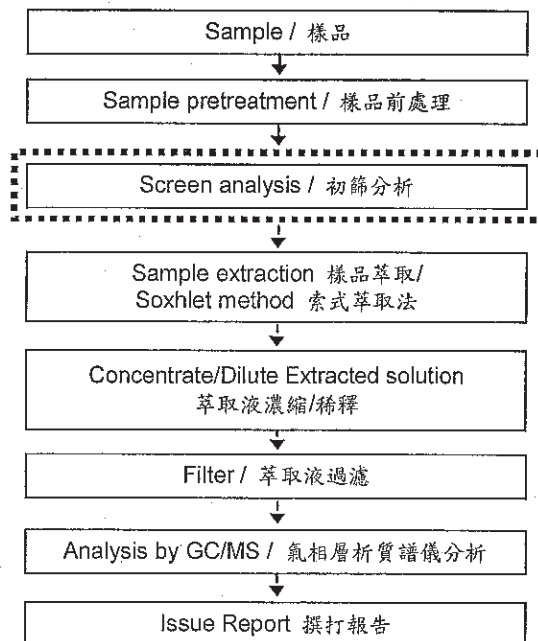 Sample / 樣品
Sample pretreatment / 樣品前處理
Screen analysis / 初篩分析
Sample extraction 樣品萃取/
Soxhlet method 索式萃取法
Concentrate/Dilute Extracted solution
萃取液濃縮/稀釋
Filter / 萃取液過濾
Analysis by GC/MS / 氣相層析質譜儀分析
Issue Report 撰打報告